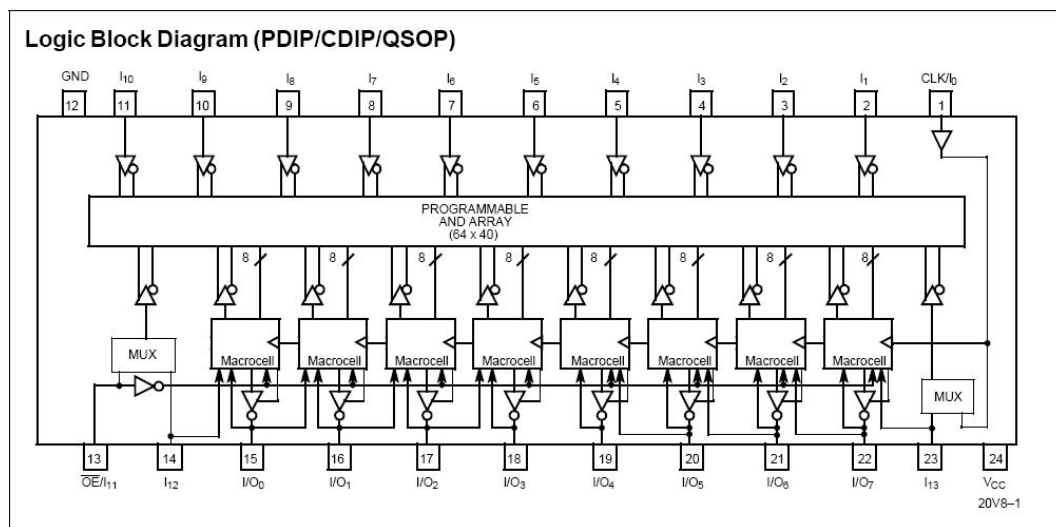 Logic Block Diagram (PDIP/CDIP/QSOP)
GND I10 I9 I8 I7 I6 I5 I4 I3 I2 I1 CLK/I0
12 11 10 9 8 7 6 5 4 3 2 1
PROGRAMMABLE
AND ARRAY
(64 x 40)
8 8 8 8 8 8 8 8
MUX
Macrocell Macrocell Macrocell Macrocell Macrocell Macrocell Macrocell Macrocell
MUX
13 14 15 16 17 18 19 20 21 22 23 24
OE/I11 I12 I/O0 I/O1 I/O2 I/O3 I/O4 I/O5 I/O6 I/O7 I13 VCC
20V8–1